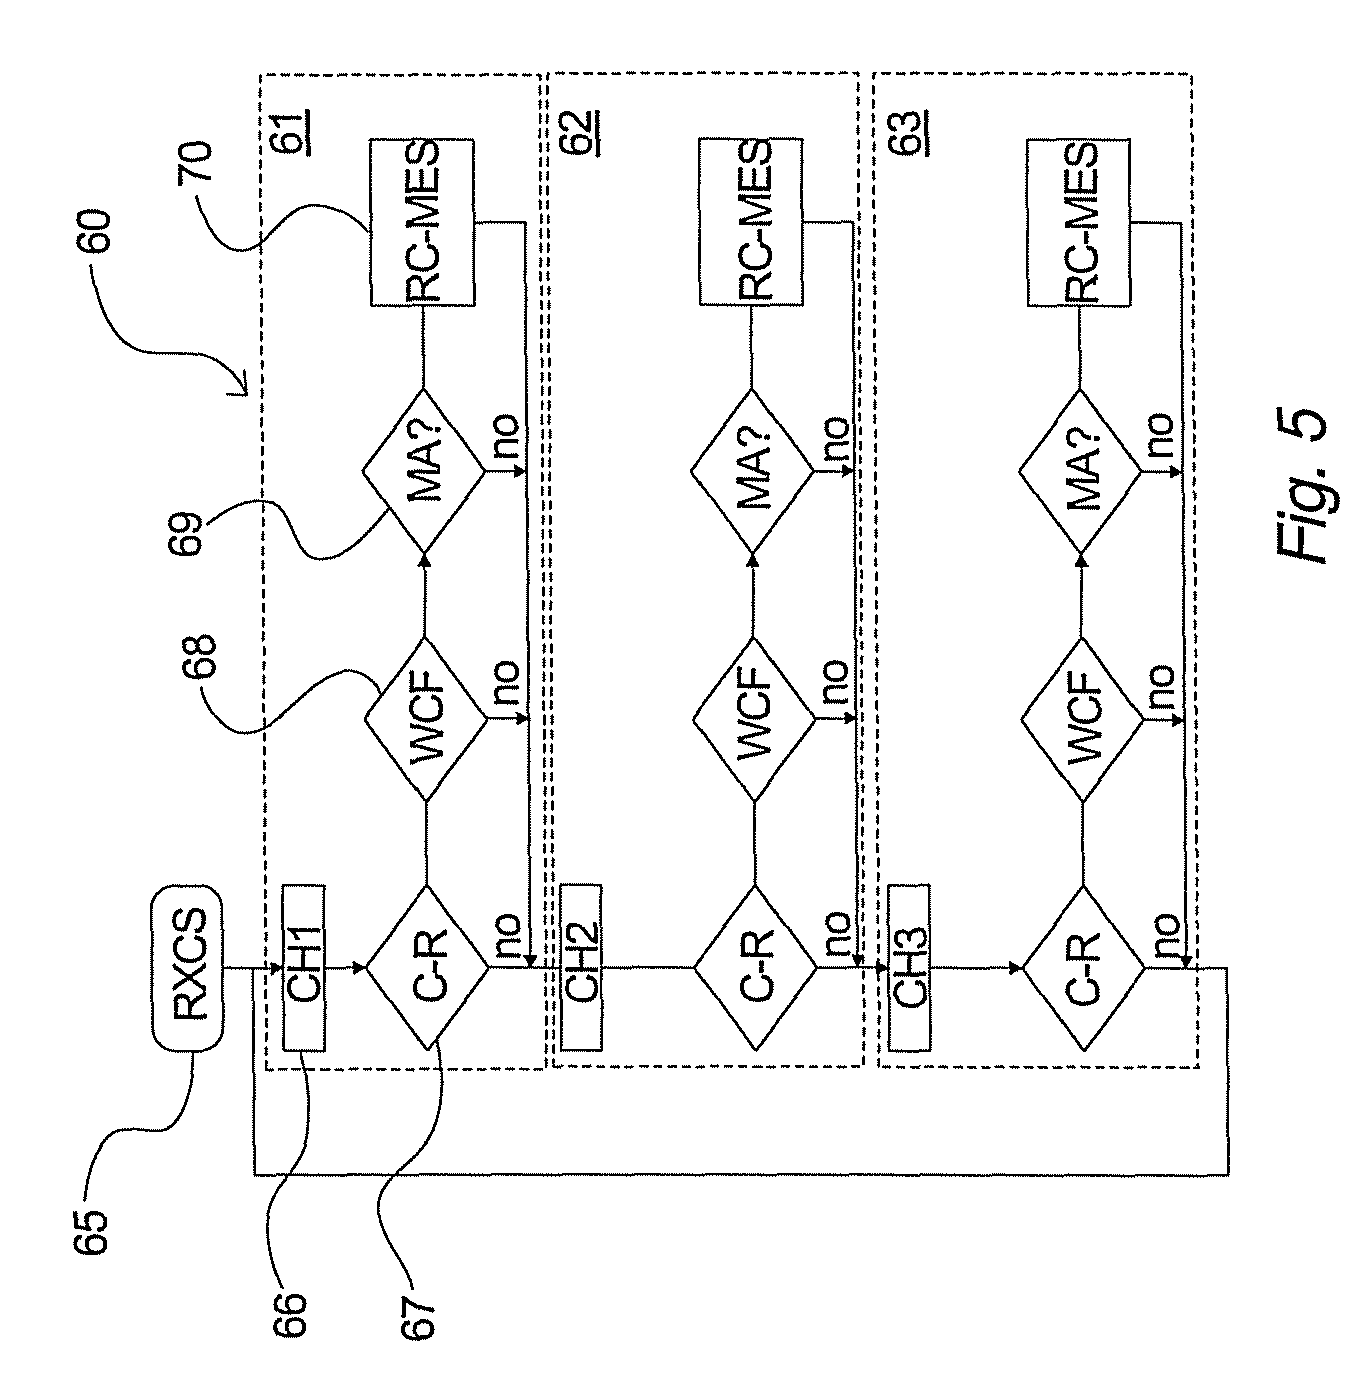 60
65
RXCS
61
66
CH1
67
C-R
no
68
WCF
no
69
MA?
no
70
RC-MES
62
CH2
C-R
no
WCF
no
MA?
no
RC-MES
63
CH3
C-R
no
WCF
no
MA?
no
RC-MES
Fig. 5